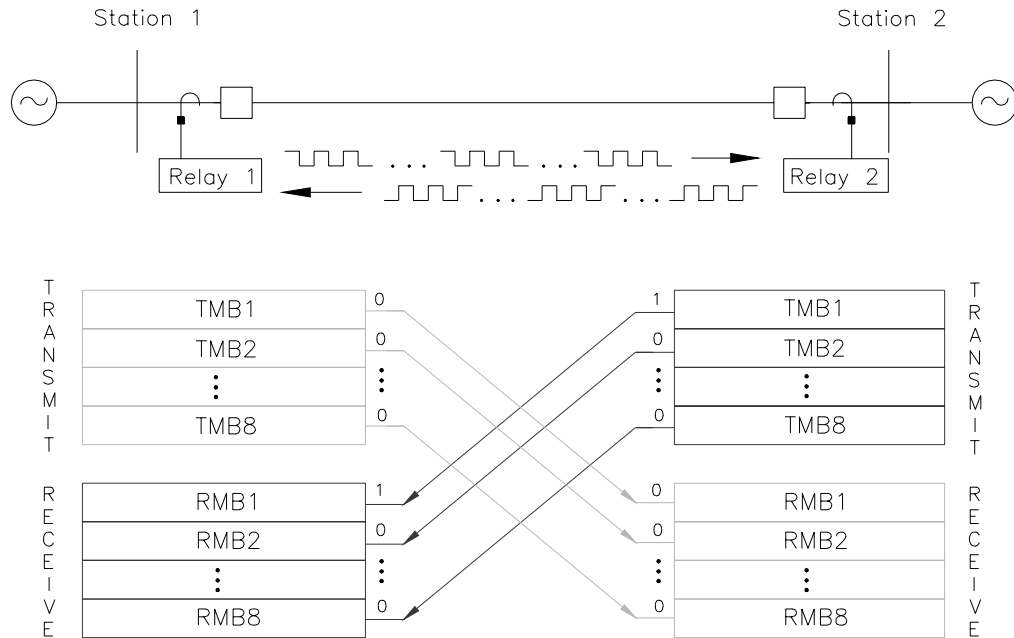 Station 1
Station 2
Relay 1
Relay 2
TRANSMIT
TMB1 0
TMB2 0
0
TMB8
RECEIVE
RMB1 1
RMB2 0
RMB8 0
1 TMB1
0 TMB2
0 TMB8
TRANSMIT
0 RMB1
0 RMB2
0 RMB8
RECEIVE